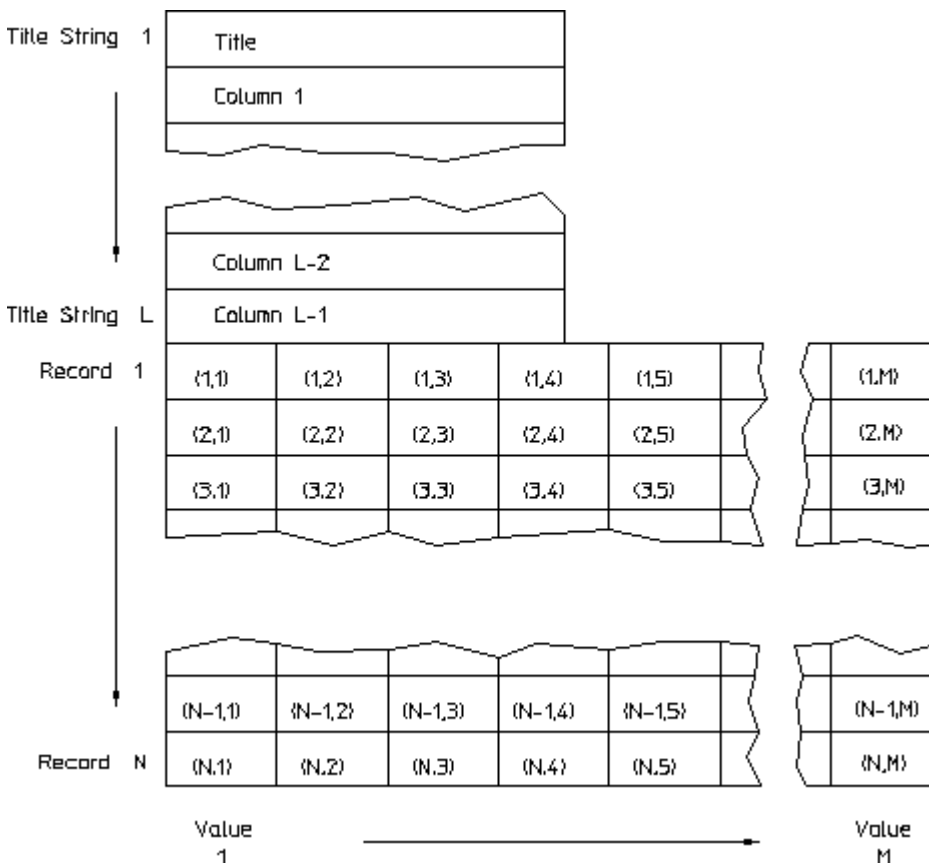 Title String 1 Title
Column 1
Column L-2
Title String L Column L-1
Record 1 (1,1) (1,2) (1,3) (1,4) (1,5) (1,M)
(2,1) (2,2) (2,3) (2,4) (2,5) (2,M)
(3,1) (3,2) (3,3) (3,4) (3,5) (3,M)
(N-1,1) (N-1,2) (N-1,3) (N-1,4) (N-1,5) (N-1,M)
Record N (N,1) (N,2) (N,3) (N,4) (N,5) (N,M)
Value Value
1 M